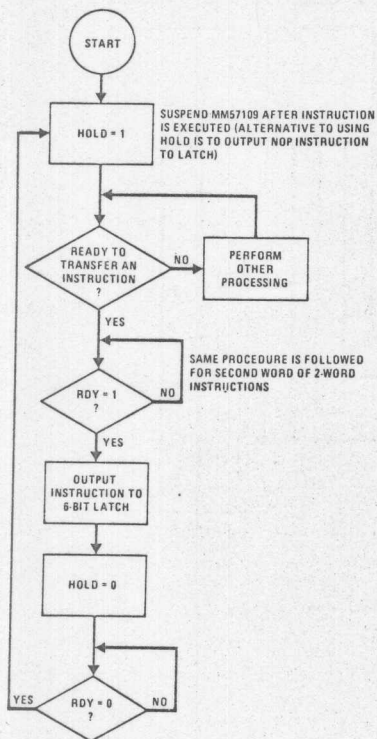 START
HOLD = 1
SUSPEND MM57109 AFTER INSTRUCTION
IS EXECUTED (ALTERNATIVE TO USING
HOLD IS TO OUTPUT NOP INSTRUCTION
TO LATCH)
READY TO
TRANSFER AN
INSTRUCTION
?
NO
PERFORM
OTHER
PROCESSING
YES
SAME PROCEDURE IS FOLLOWED
FOR SECOND WORD OF 2-WORD
INSTRUCTIONS
RDY = 1
?
NO
YES
OUTPUT
INSTRUCTION TO
6-BIT LATCH
HOLD = 0
YES
RDY = 0
?
NO